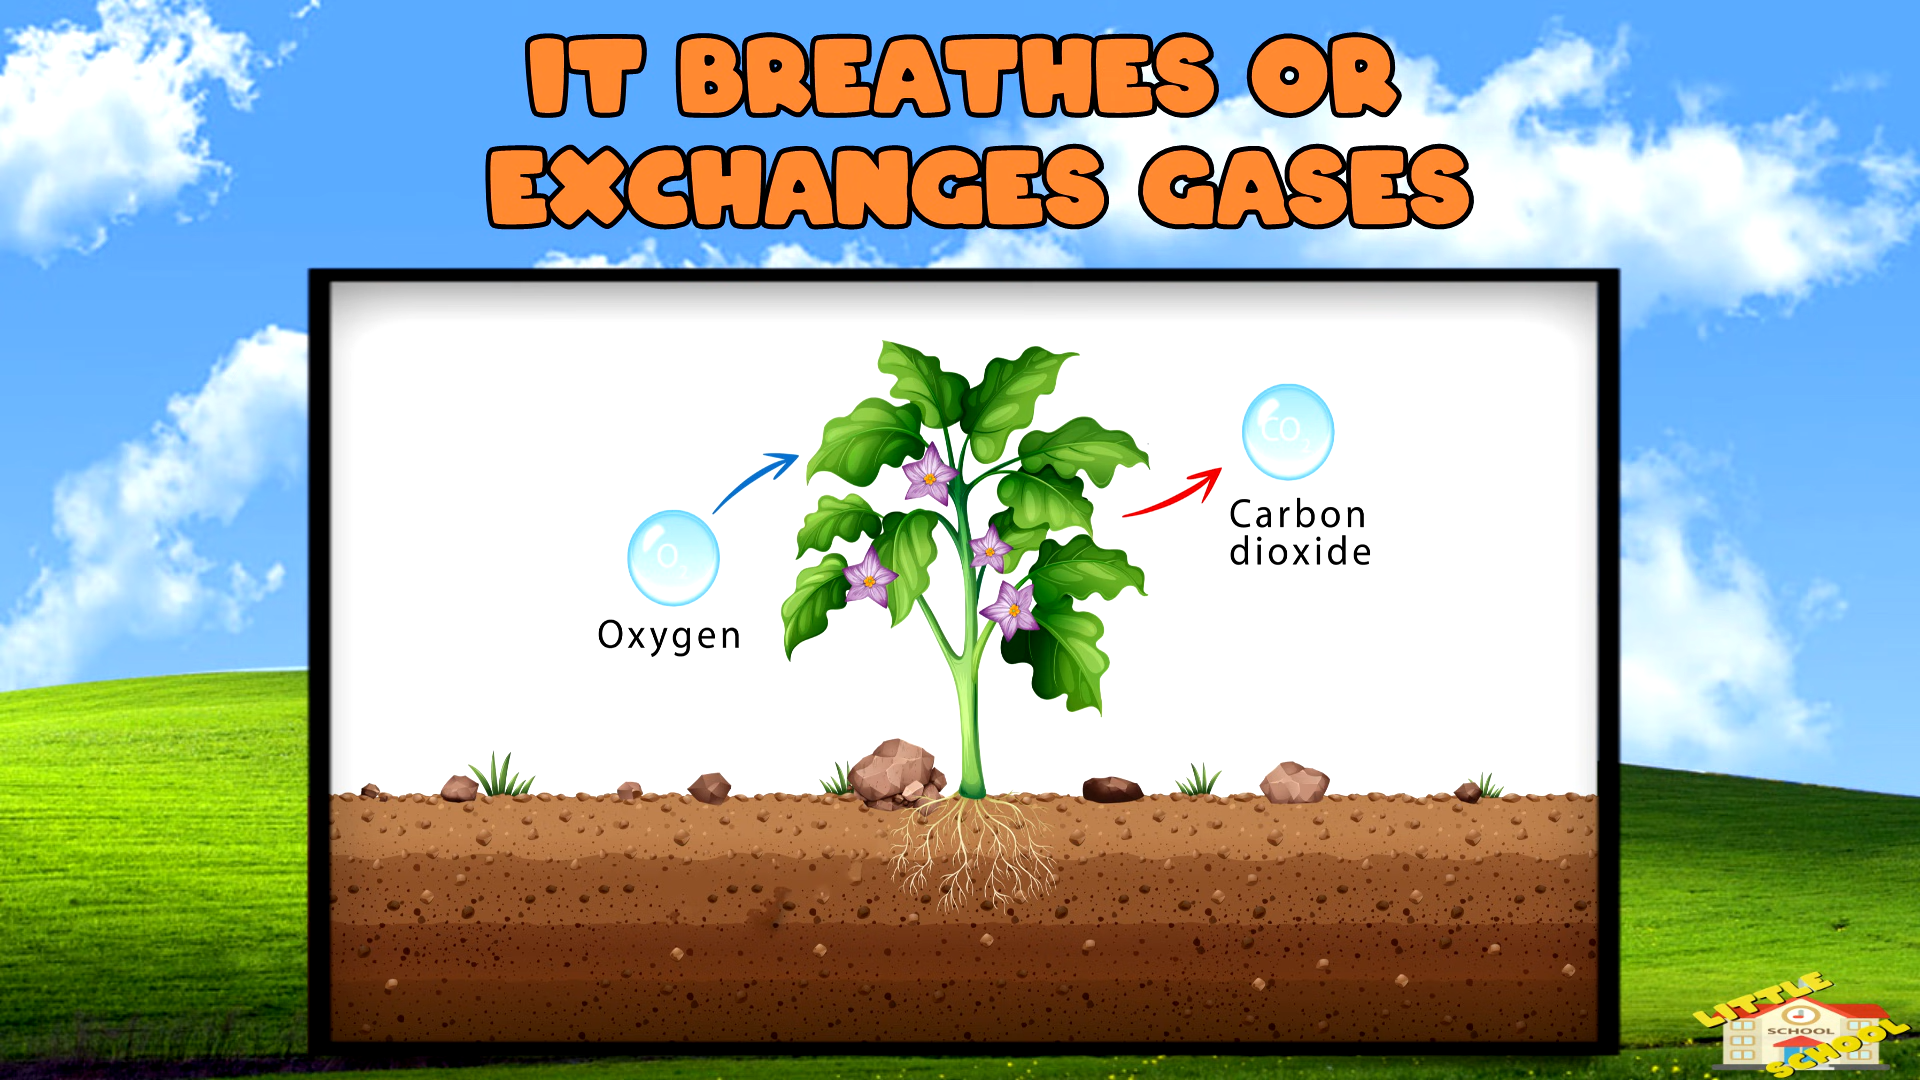 IT BREATHES OR
EXCHANGES GASES
CO2
Carbon
dioxide
O2
Oxygen
LITTLE
SCHOOL
SCHOOL